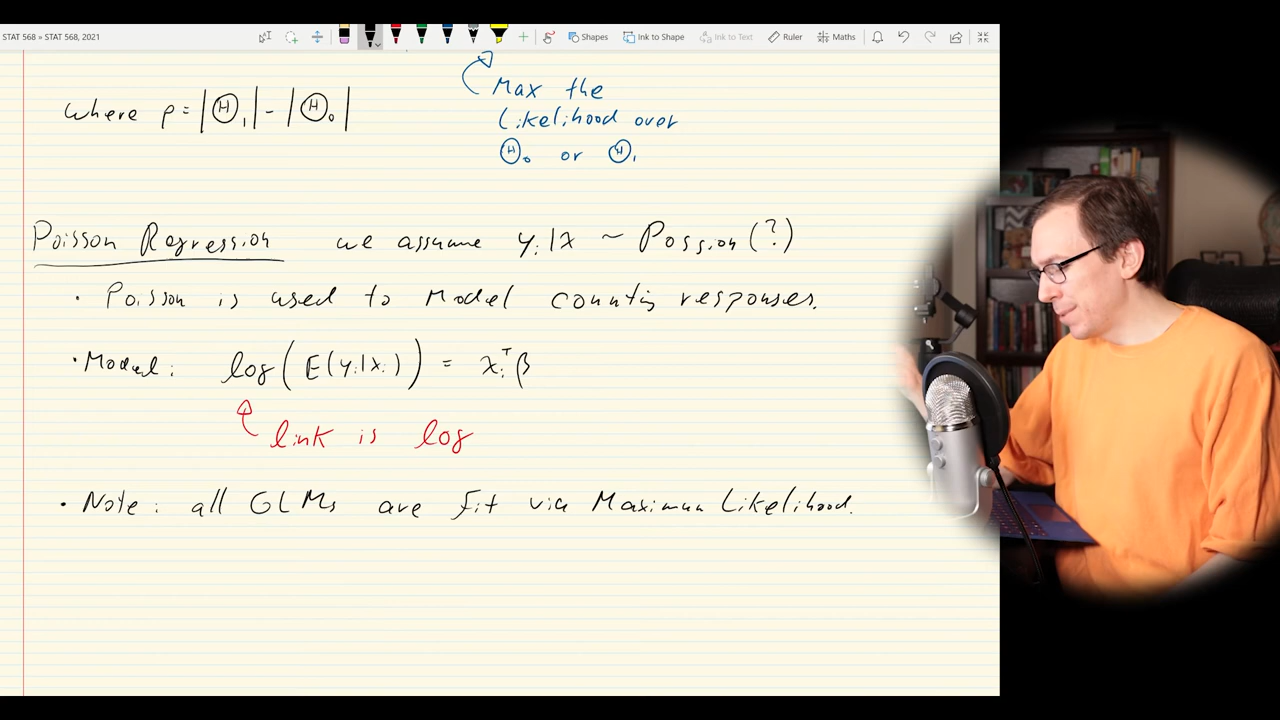 STAT 568 » STAT 568, 2021
Shapes
Ink to Shape
Ink to Text
Ruler
Maths
Max the
Likelihood over
Θ₀ or Θ₁
where ρ = |Θ₁| - |Θ₀|
Poisson Regression we assume yᵢ|x ~ Possion(?)
· Poisson is used to Model counting responses.
· Model: log(E(yᵢ|xᵢ)) = xᵢᵀβ
link is log
· Note: all GLMs are fit via Maximum Likelihood.